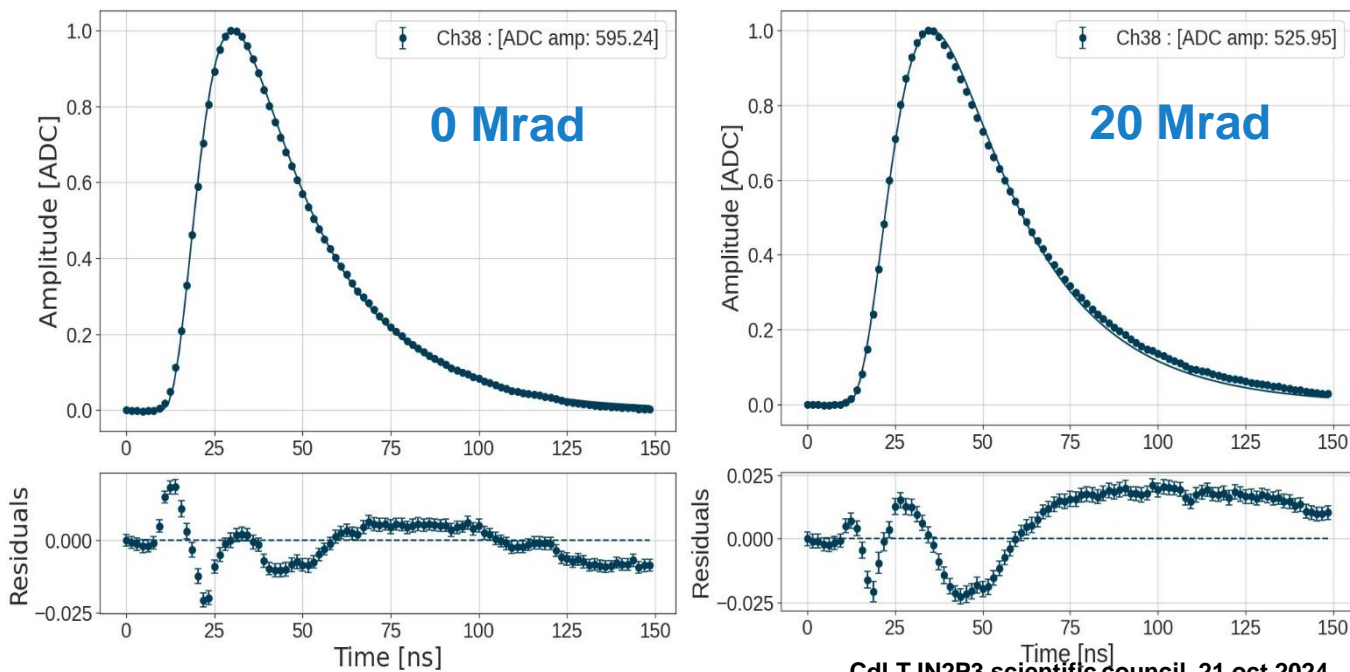 Ch38 : [ADC amp: 595.24]
0 Mrad
Amplitude [ADC]
1.0
0.8
0.6
0.4
0.2
0.0
0 25 50 75 100 125 150
Residuals
0.000
−0.025
0 25 50 75 100 125 150
Time [ns]
Ch38 : [ADC amp: 525.95]
20 Mrad
Amplitude [ADC]
1.0
0.8
0.6
0.4
0.2
0.0
0 25 50 75 100 125 150
Residuals
0.025
0.000
−0.025
0 25 50 75 100 125 150
Time [ns]
CdLT IN2P3 scientific council, 21 oct 2024